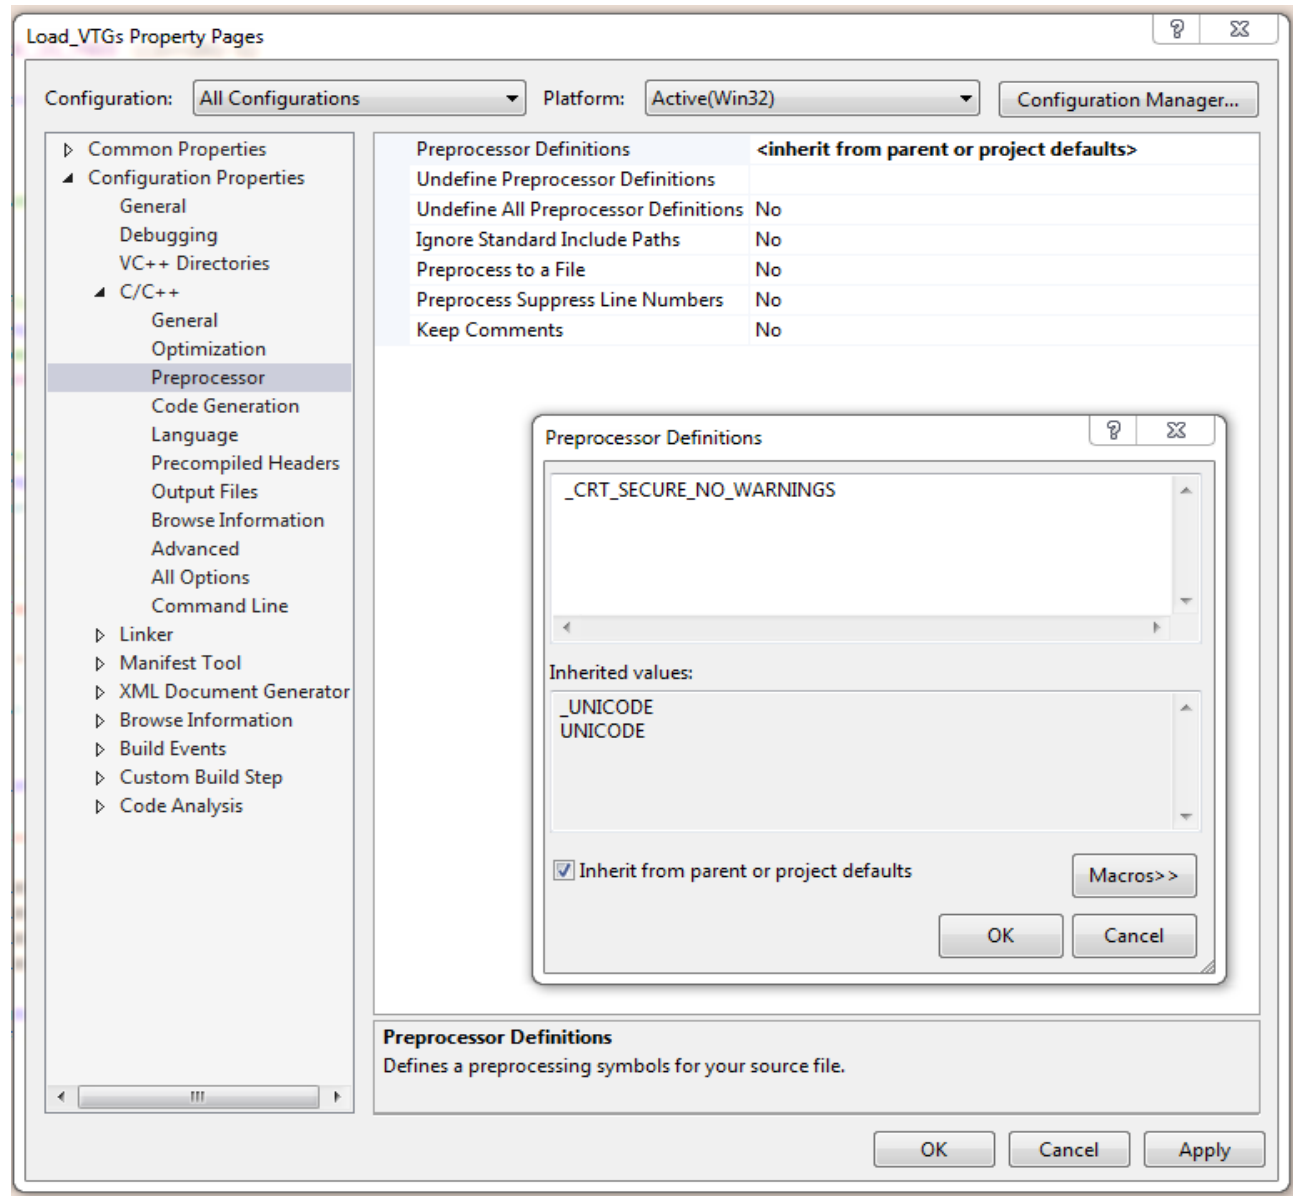 Load_VTGs Property Pages
Configuration: All Configurations Platform: Active(Win32) Configuration Manager...
Common Properties
Configuration Properties
General
Debugging
VC++ Directories
C/C++
General
Optimization
Preprocessor
Code Generation
Language
Precompiled Headers
Output Files
Browse Information
Advanced
All Options
Command Line
Linker
Manifest Tool
XML Document Generator
Browse Information
Build Events
Custom Build Step
Code Analysis
Preprocessor Definitions <inherit from parent or project defaults>
Undefine Preprocessor Definitions
Undefine All Preprocessor Definitions No
Ignore Standard Include Paths No
Preprocess to a File No
Preprocess Suppress Line Numbers No
Keep Comments No
Preprocessor Definitions
_CRT_SECURE_NO_WARNINGS
Inherited values:
_UNICODE
UNICODE
Inherit from parent or project defaults
Macros>>
OK Cancel
Preprocessor Definitions
Defines a preprocessing symbols for your source file.
OK Cancel Apply